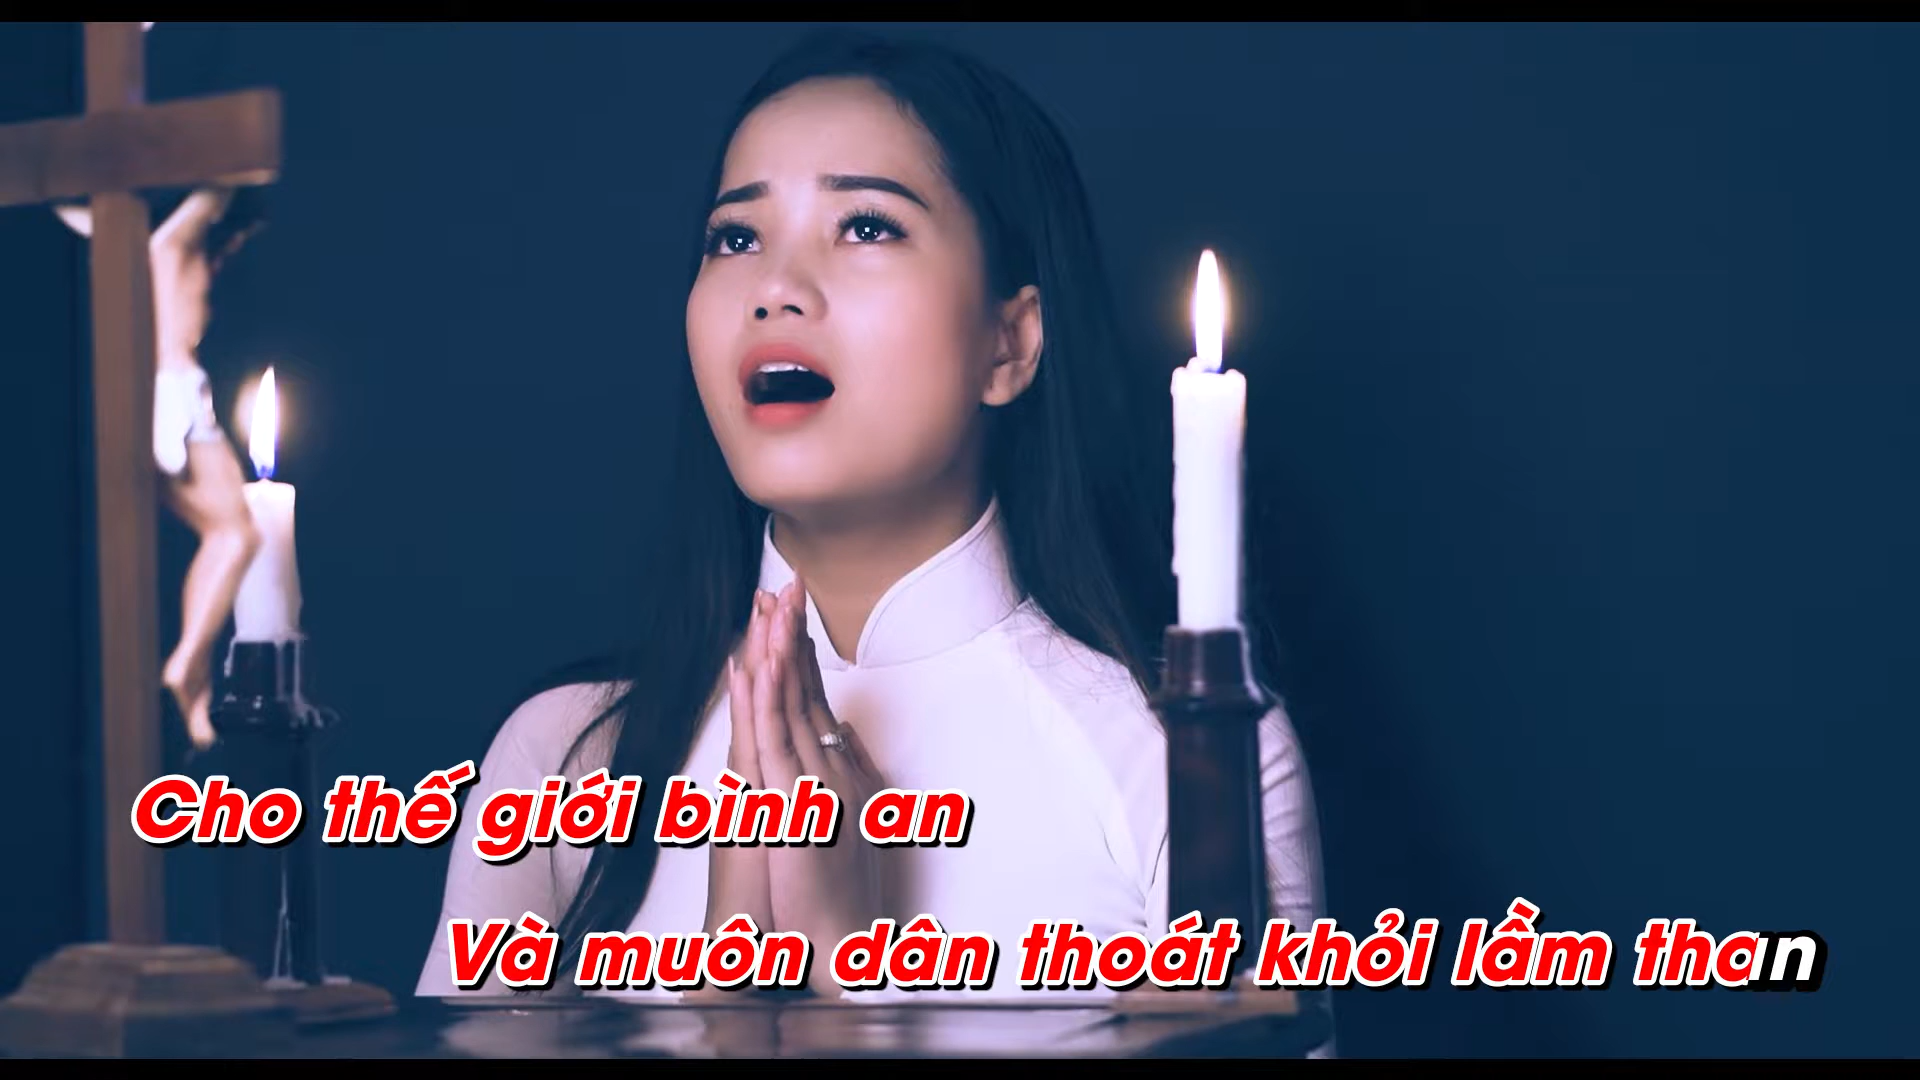 Cho thế giới bình an
Và muôn dân thoát khỏi lầm than